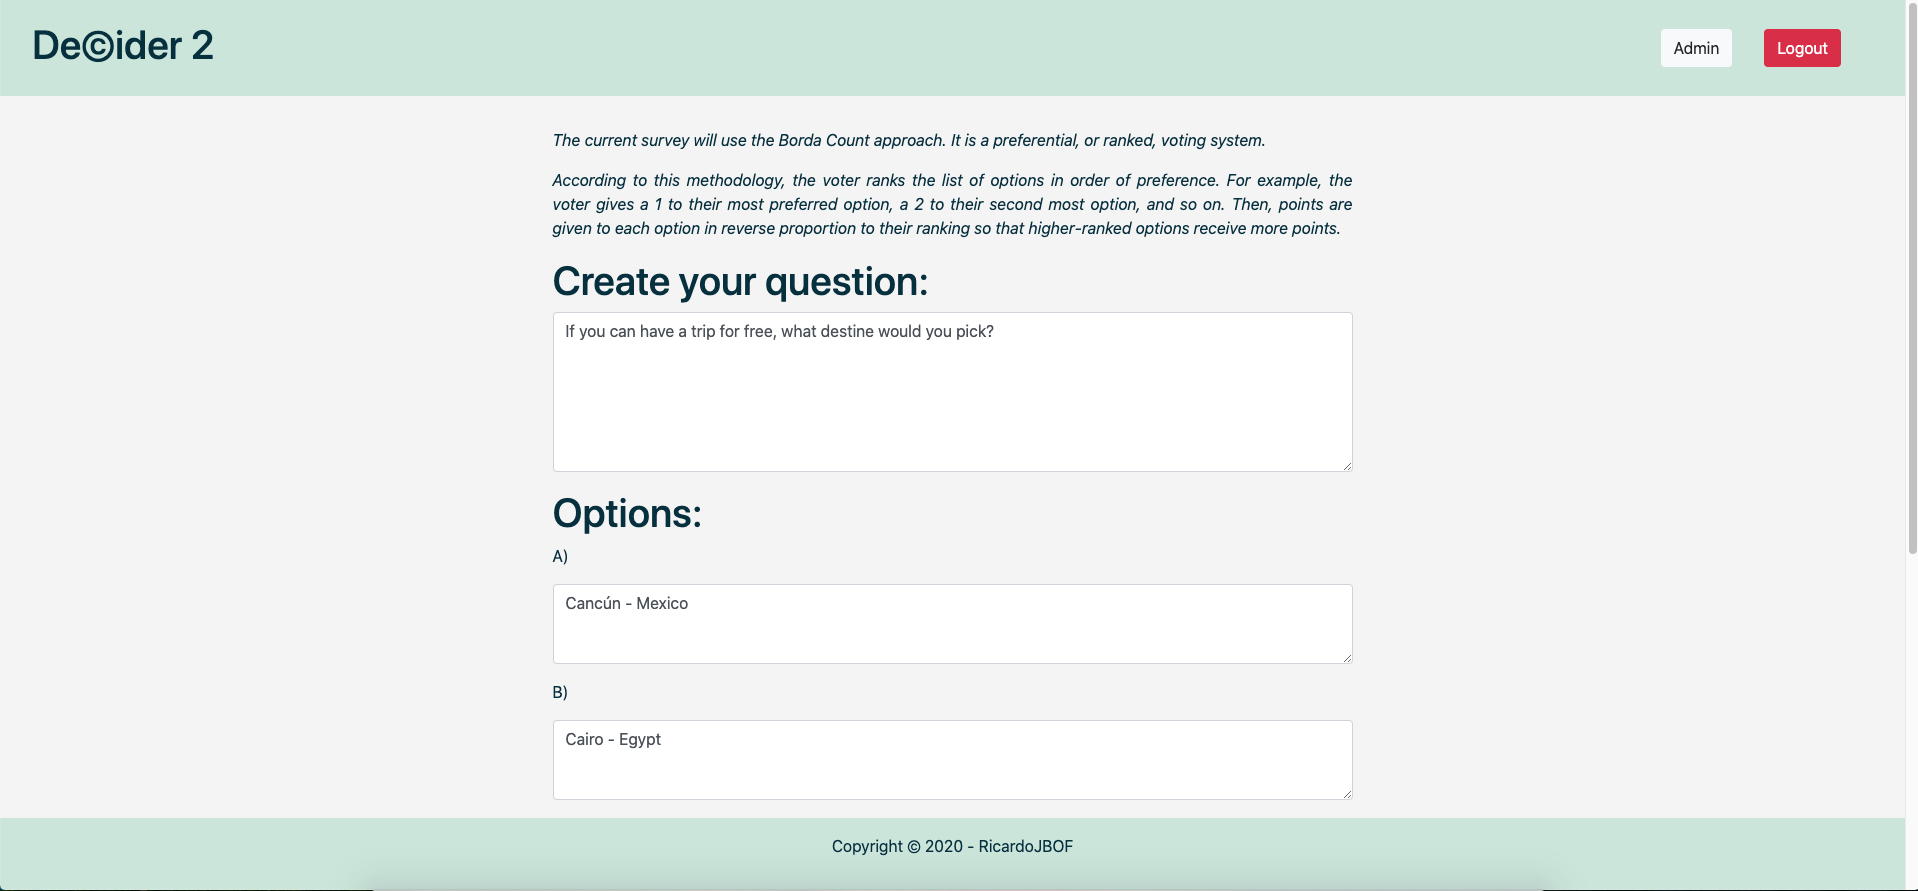 De©ider 2
Admin
Logout
The current survey will use the Borda Count approach. It is a preferential, or ranked, voting system.
According to this methodology, the voter ranks the list of options in order of preference. For example, the
voter gives a 1 to their most preferred option, a 2 to their second most option, and so on. Then, points are
given to each option in reverse proportion to their ranking so that higher-ranked options receive more points.
Create your question:
If you can have a trip for free, what destine would you pick?
Options:
A)
Cancún - Mexico
B)
Cairo - Egypt
Copyright © 2020 - RicardoJBOF